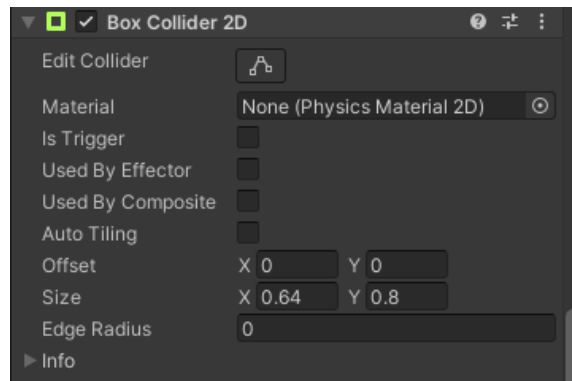 Box Collider 2D
Edit Collider
Material None (Physics Material 2D)
Is Trigger
Used By Effector
Used By Composite
Auto Tiling
Offset X 0 Y 0
Size X 0.64 Y 0.8
Edge Radius 0
Info